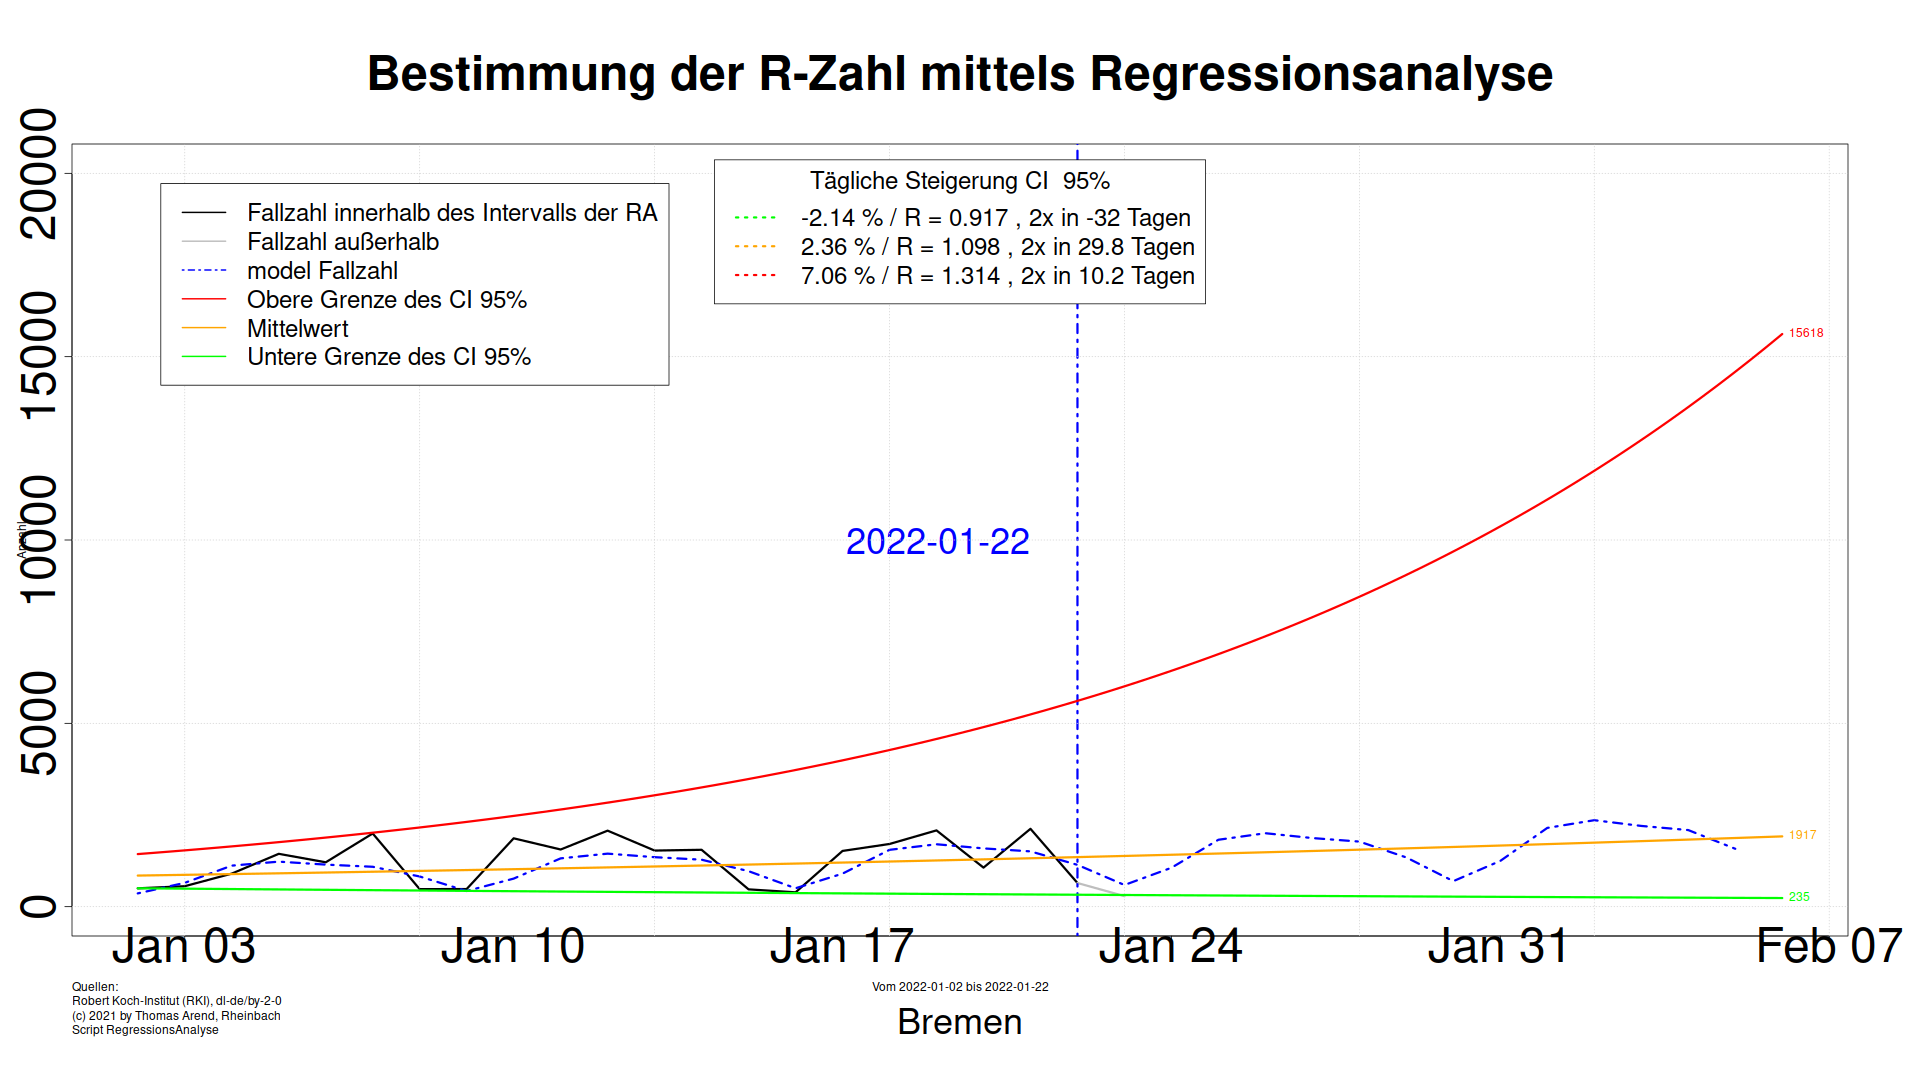 Bestimmung der R-Zahl mittels Regressionsanalyse
Anzahl
20000
15000
10000
5000
0
Fallzahl innerhalb des Intervalls der RA
Fallzahl außerhalb
model Fallzahl
Obere Grenze des CI 95%
Mittelwert
Untere Grenze des CI 95%
Tägliche Steigerung CI 95%
-2.14 % / R = 0.917 , 2x in -32 Tagen
2.36 % / R = 1.098 , 2x in 29.8 Tagen
7.06 % / R = 1.314 , 2x in 10.2 Tagen
15618
2022-01-22
1917
235
Jan 03 Jan 10 Jan 17 Jan 24 Jan 31 Feb 07
Quellen:
Robert Koch-Institut (RKI), dl-de/by-2-0
(c) 2021 by Thomas Arend, Rheinbach
Script RegressionsAnalyse
Vom 2022-01-02 bis 2022-01-22
Bremen